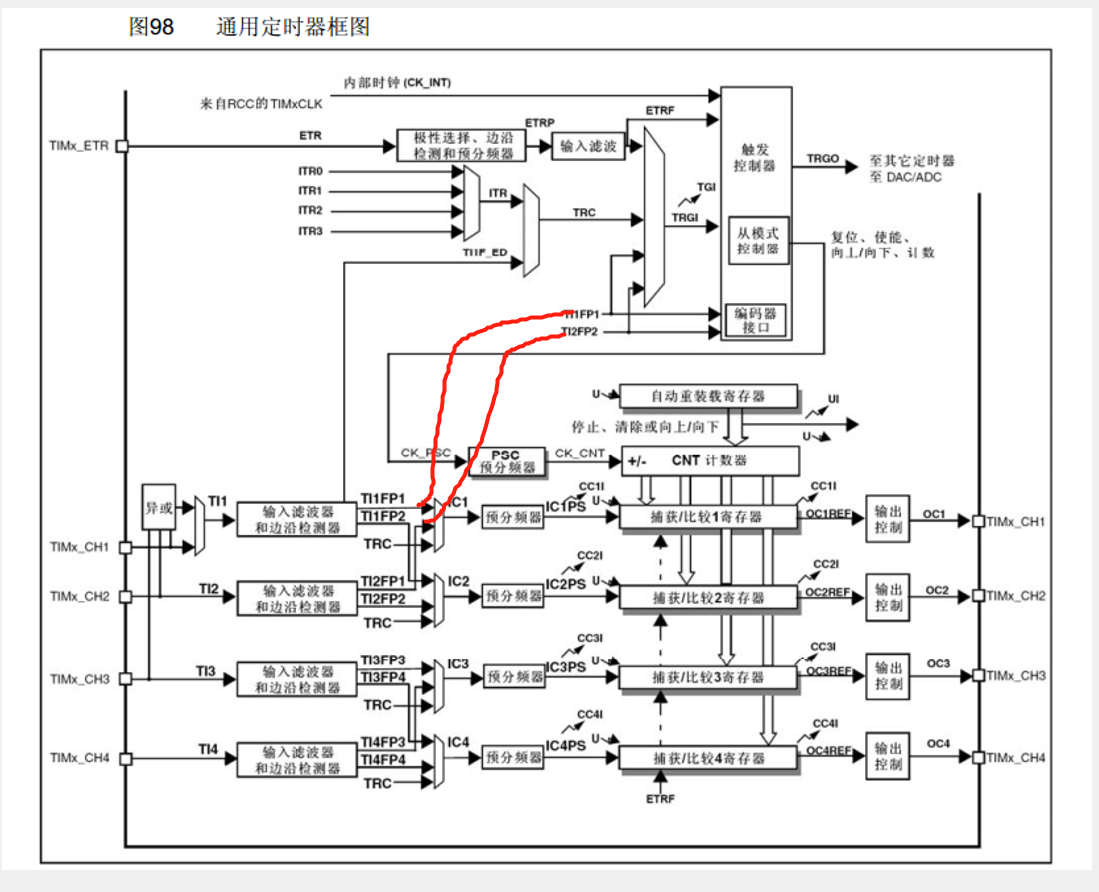 图98 通用定时器框图
内部时钟 (CK_INT)
来自RCC的TIMxCLK
TIMx_ETR
ETR
极性选择、边沿
检测和预分频器
ETRP
输入滤波
ETRF
触发
控制器
TRGO
至其它定时器
至 DAC/ADC
ITR0
ITR1
ITR2
ITR3
ITR
TRC
TGI
TRGI
从模式
控制器
复位、使能、
向上/向下、计数
TI1F_ED
TI1FP1
TI2FP2
编码器
接口
U
自动重装载寄存器
UI
U
停止、清除或向上/向下
CK_PSC
PSC
预分频器
CK_CNT
+/- CNT 计数器
异或
TI1
输入滤波器
和边沿检测器
TI1FP1
TI1FP2
TRC
IC1
预分频器
CC1I
IC1PS
U
捕获/比较1寄存器
CC1I
OC1REF
输出
控制
OC1
TIMx_CH1
TIMx_CH1
TIMx_CH2
TI2
输入滤波器
和边沿检测器
TI2FP1
TI2FP2
TRC
IC2
预分频器
CC2I
IC2PS
U
捕获/比较2寄存器
CC2I
OC2REF
输出
控制
OC2
TIMx_CH2
TIMx_CH3
TI3
输入滤波器
和边沿检测器
TI3FP3
TI3FP4
TRC
IC3
预分频器
CC3I
IC3PS
U
捕获/比较3寄存器
CC3I
OC3REF
输出
控制
OC3
TIMx_CH3
TIMx_CH4
TI4
输入滤波器
和边沿检测器
TI4FP3
TI4FP4
TRC
IC4
预分频器
CC4I
IC4PS
U
捕获/比较4寄存器
CC4I
OC4REF
输出
控制
OC4
TIMx_CH4
ETRF